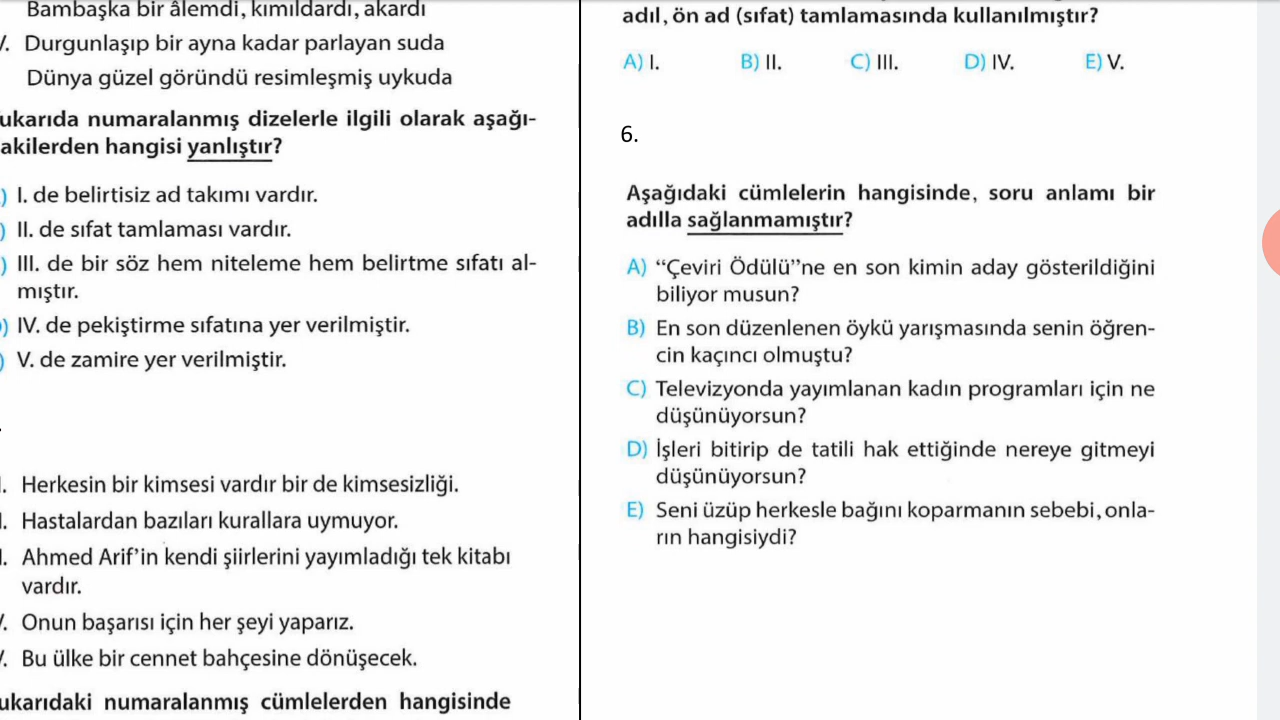 Bambaşka bir âlemdi, kımıldardı, akardı
V. Durgunlaşıp bir ayna kadar parlayan suda
Dünya güzel göründü resimleşmiş uykuda
ukarıda numaralanmış dizelerle ilgili olarak aşağı-
akilerden hangisi yanlıştır?
) I. de belirtisiz ad takımı vardır.
) II. de sıfat tamlaması vardır.
) III. de bir söz hem niteleme hem belirtme sıfatı al-
mıştır.
) IV. de pekiştirme sıfatına yer verilmiştir.
) V. de zamire yer verilmiştir.
I. Herkesin bir kimsesi vardır bir de kimsesizliği.
I. Hastalardan bazıları kurallara uymuyor.
I. Ahmed Arif'in kendi şiirlerini yayımladığı tek kitabı
vardır.
V. Onun başarısı için her şeyi yaparız.
V. Bu ülke bir cennet bahçesine dönüşecek.
ukarıdaki numaralanmış cümlelerden hangisinde
adıl, ön ad (sıfat) tamlamasında kullanılmıştır?
A) I. B) II. C) III. D) IV. E) V.
6.
Aşağıdaki cümlelerin hangisinde, soru anlamı bir
adılla sağlanmamıştır?
A) “Çeviri Ödülü”ne en son kimin aday gösterildiğini
biliyor musun?
B) En son düzenlenen öykü yarışmasında senin öğren-
cin kaçıncı olmuştu?
C) Televizyonda yayımlanan kadın programları için ne
düşünüyorsun?
D) İşleri bitirip de tatili hak ettiğinde nereye gitmeyi
düşünüyorsun?
E) Seni üzüp herkesle bağını koparmanın sebebi, onla-
rın hangisiydi?